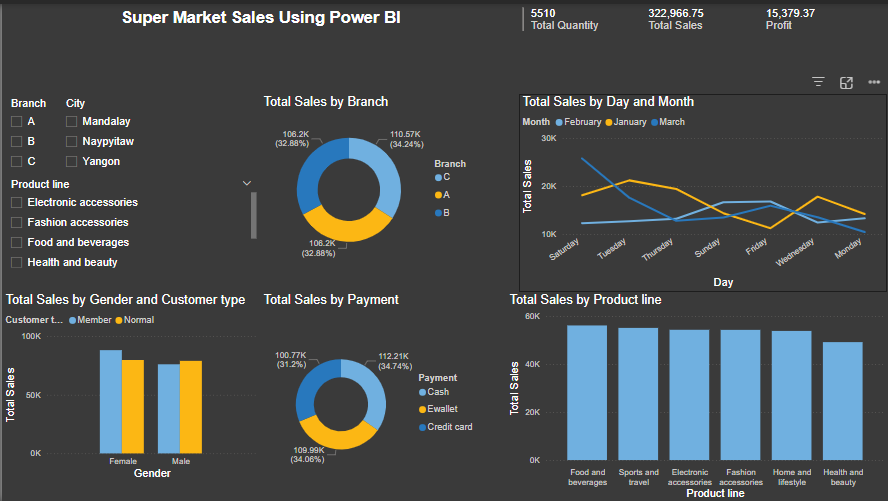 Super Market Sales Using Power BI
5510
Total Quantity
322,966.75
Total Sales
15,379.37
Profit
Branch
A
B
C
City
Mandalay
Naypyitaw
Yangon
Product line
Electronic accessories
Fashion accessories
Food and beverages
Health and beauty
Total Sales by Branch
106.2K
(32.88%)
110.57K
(34.24%)
106.2K
(32.88%)
Branch
C
A
B
Total Sales by Day and Month
Month February January March
Total Sales
30K
20K
10K
Saturday
Tuesday
Thursday
Sunday
Friday
Wednesday
Monday
Day
Total Sales by Gender and Customer type
Customer t... Member Normal
Total Sales
100K
50K
0K
Female
Male
Gender
Total Sales by Payment
100.77K
(31.2%)
112.21K
(34.74%)
109.99K
(34.06%)
Payment
Cash
Ewallet
Credit card
Total Sales by Product line
Total Sales
60K
40K
20K
0K
Food and
beverages
Sports and
travel
Electronic
accessories
Fashion
accessories
Home and
lifestyle
Health and
beauty
Product line